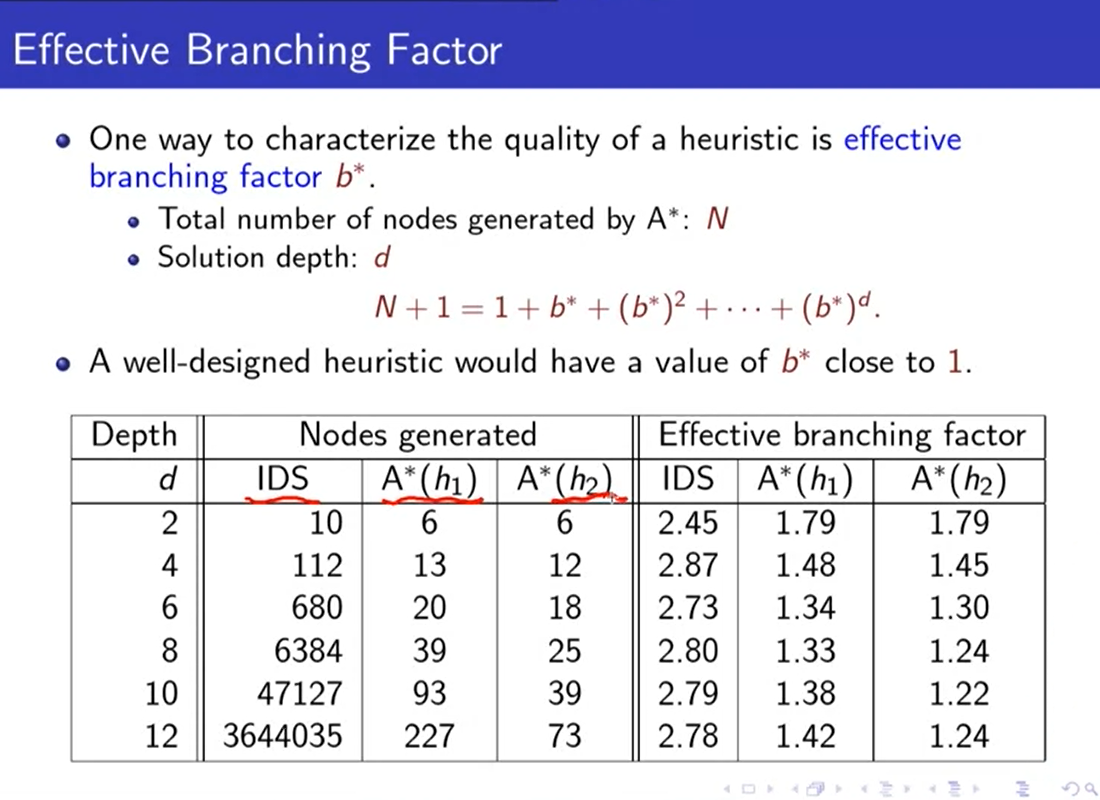 Effective Branching Factor
One way to characterize the quality of a heuristic is effective
branching factor b*.
Total number of nodes generated by A*: N
Solution depth: d
N + 1 = 1 + b* + (b*)² + · · · + (b*)ᵈ.
A well-designed heuristic would have a value of b* close to 1.
Depth Nodes generated Effective branching factor
d IDS A*(h₁) A*(h₂) IDS A*(h₁) A*(h₂)
2 10 6 6 2.45 1.79 1.79
4 112 13 12 2.87 1.48 1.45
6 680 20 18 2.73 1.34 1.30
8 6384 39 25 2.80 1.33 1.24
10 47127 93 39 2.79 1.38 1.22
12 3644035 227 73 2.78 1.42 1.24